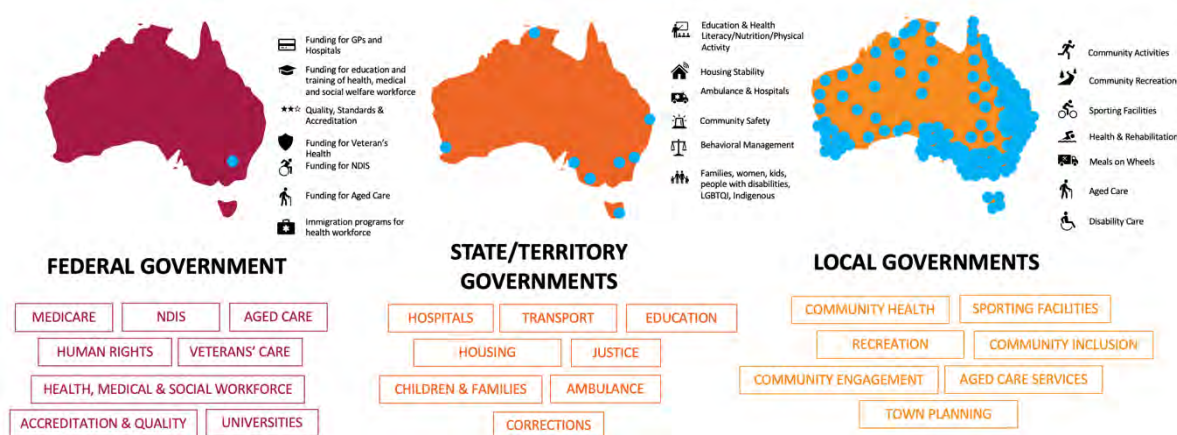 Funding for GPs and
Hospitals
Funding for education and
training of health, medical
and social welfare workforce
Quality, Standards &
Accreditation
Funding for Veteran's
Health
Funding for NDIS
Funding for Aged Care
Immigration programs for
health workforce
FEDERAL GOVERNMENT
MEDICARE
NDIS
AGED CARE
HUMAN RIGHTS
VETERANS' CARE
HEALTH, MEDICAL & SOCIAL WORKFORCE
ACCREDITATION & QUALITY
UNIVERSITIES
Education & Health
Literacy/Nutrition/Physical
Activity
Housing Stability
Ambulance & Hospitals
Community Safety
Behavioral Management
Families, women, kids,
people with disabilities,
LGBTQI, Indigenous
STATE/TERRITORY
GOVERNMENTS
HOSPITALS
TRANSPORT
EDUCATION
HOUSING
JUSTICE
CHILDREN & FAMILIES
AMBULANCE
CORRECTIONS
Community Activities
Community Recreation
Sporting Facilities
Health & Rehabilitation
Meals on Wheels
Aged Care
Disability Care
LOCAL GOVERNMENTS
COMMUNITY HEALTH
SPORTING FACILITIES
RECREATION
COMMUNITY INCLUSION
COMMUNITY ENGAGEMENT
AGED CARE SERVICES
TOWN PLANNING